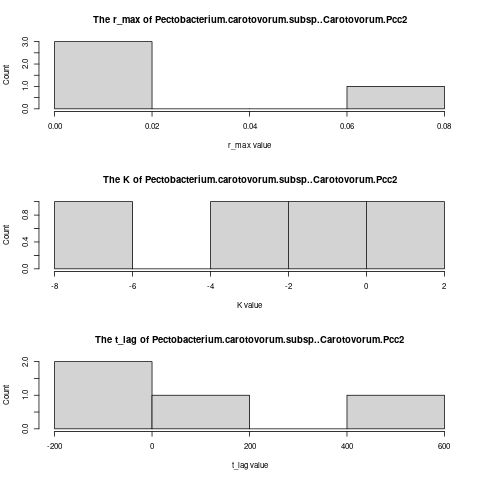 The r_max of Pectobacterium.carotovorum.subsp..Carotovorum.Pcc2
Count
0.0 1.0 2.0 3.0
0.00 0.02 0.04 0.06 0.08
r_max value
The K of Pectobacterium.carotovorum.subsp..Carotovorum.Pcc2
Count
0.0 0.4 0.8
-8 -6 -4 -2 0 2
K value
The t_lag of Pectobacterium.carotovorum.subsp..Carotovorum.Pcc2
Count
0.0 1.0 2.0
-200 0 200 400 600
t_lag value